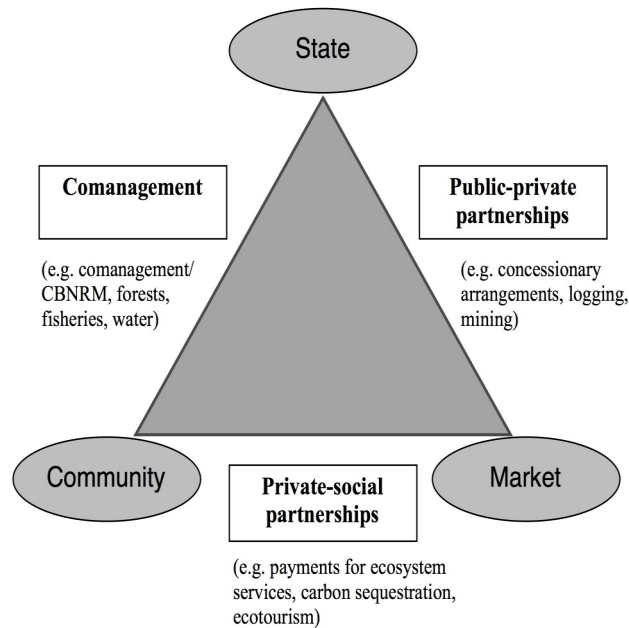 State
Comanagement
(e.g. comanagement/
CBNRM, forests,
fisheries, water)
Public-private
partnerships
(e.g. concessionary
arrangements, logging,
mining)
Community
Market
Private-social
partnerships
(e.g. payments for ecosystem
services, carbon sequestration,
ecotourism)